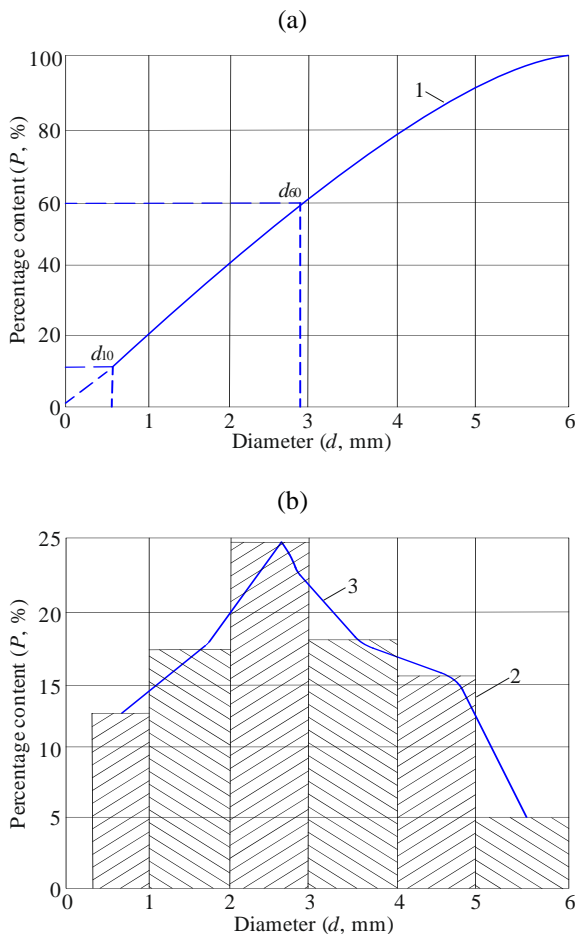 (a)
100
80
60
40
20
0
Percentage content (P, %)
1
d60
d10
0 1 2 3 4 5 6
Diameter (d, mm)
(b)
25
20
15
10
5
0
Percentage content (P, %)
3
2
0 1 2 3 4 5 6
Diameter (d, mm)